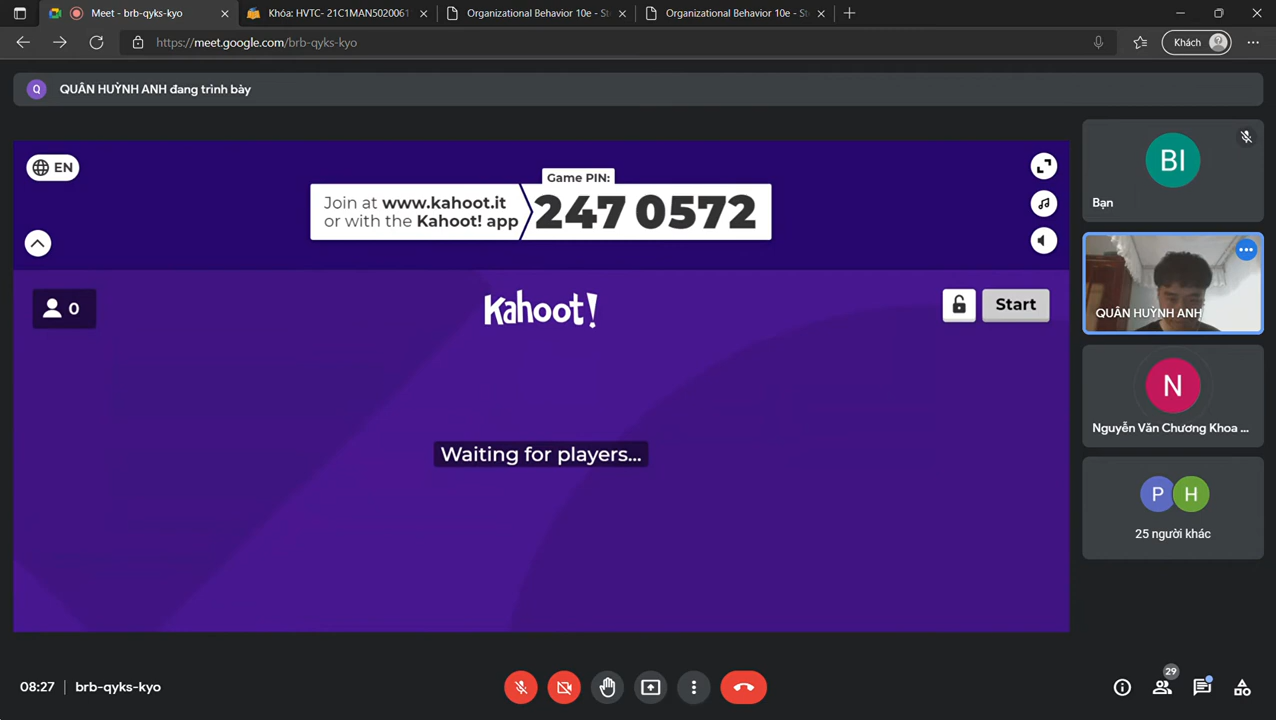 Meet - brb-qyks-kyo
Khóa: HVTC- 21C1MAN5020061
Organizational Behavior 10e - St
Organizational Behavior 10e - St
https://meet.google.com/brb-qyks-kyo
Khách
Q
QUÂN HUỲNH ANH đang trình bày
EN
Join at www.kahoot.it
or with the Kahoot! app
Game PIN:
247 0572
0
Kahoot!
Start
Waiting for players...
BI
Bạn
QUÂN HUỲNH ANH
N
Nguyễn Văn Chương Khoa ...
P
H
25 người khác
08:27
brb-qyks-kyo
29